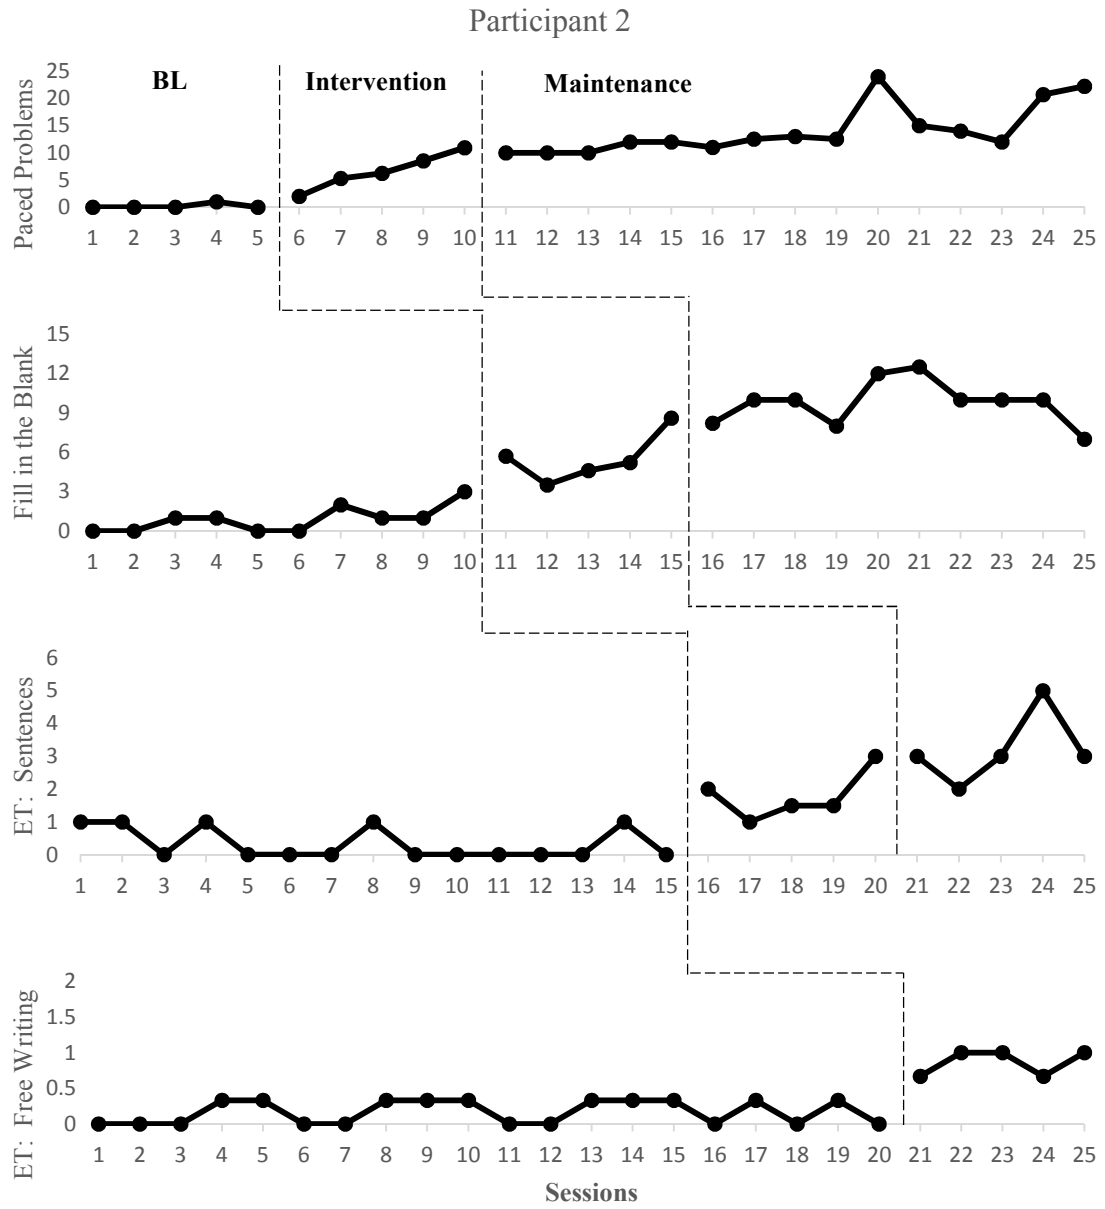 Participant 2
BL Intervention Maintenance
Paced Problems
25
20
15
10
5
0
1 2 3 4 5 6 7 8 9 10 11 12 13 14 15 16 17 18 19 20 21 22 23 24 25
Fill in the Blank
15
12
9
6
3
0
1 2 3 4 5 6 7 8 9 10 11 12 13 14 15 16 17 18 19 20 21 22 23 24 25
ET: Sentences
6
5
4
3
2
1
0
1 2 3 4 5 6 7 8 9 10 11 12 13 14 15 16 17 18 19 20 21 22 23 24 25
ET: Free Writing
2
1.5
1
0.5
0
1 2 3 4 5 6 7 8 9 10 11 12 13 14 15 16 17 18 19 20 21 22 23 24 25
Sessions